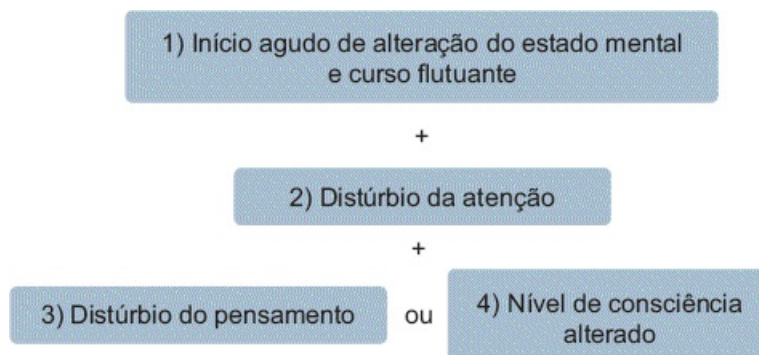 1) Início agudo de alteração do estado mental
e curso flutuante
+
2) Distúrbio da atenção
+
3) Distúrbio do pensamento
ou
4) Nível de consciência
alterado